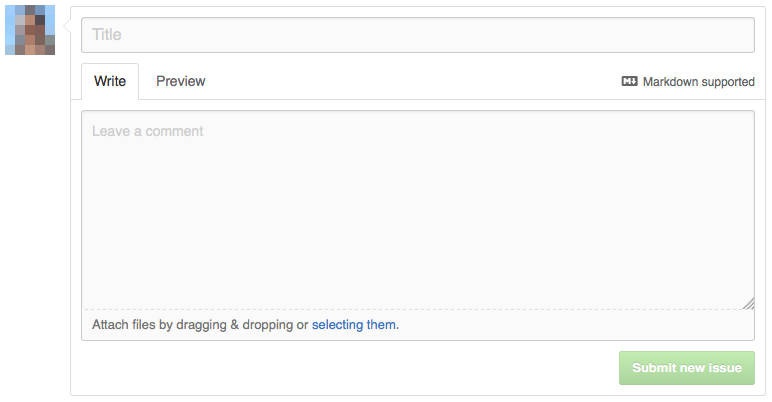 Title
Write Preview Markdown supported
Leave a comment
Attach files by dragging & dropping or selecting them.
Submit new issue